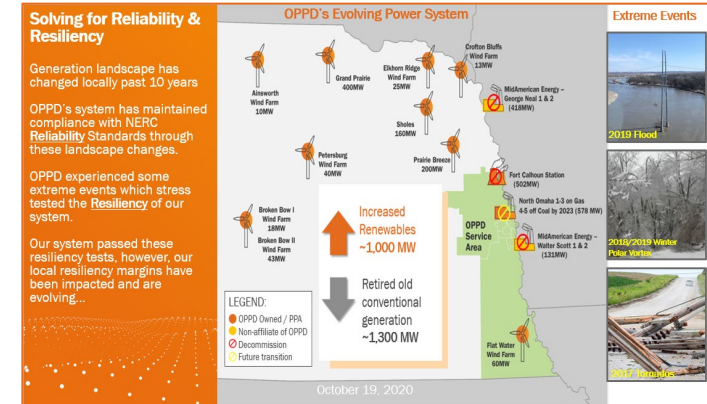 Solving for Reliability &
Resiliency
Generation landscape has
changed locally past 10 years
OPPD's system has maintained
compliance with NERC
Reliability Standards through
these landscape changes.
OPPD experienced some
extreme events which stress
tested the Resiliency of our
system.
Our system passed these
resiliency tests, however, our
local resiliency margins have
been impacted and are
evolving...
OPPD's Evolving Power System
Ainsworth
Wind Farm
10MW
Grand Prairie
400MW
Elkhorn Ridge
Wind Farm
25MW
Crofton Bluffs
Wind Farm
13MW
MidAmerican Energy –
George Neal 1 & 2
(418MW)
Sholes
160MW
Petersburg
Wind Farm
40MW
Prairie Breeze
200MW
Fort Calhoun Station
(502MW)
North Omaha 1-3 on Gas
4-5 off Coal by 2023 (578 MW)
Broken Bow I
Wind Farm
18MW
Broken Bow II
Wind Farm
43MW
OPPD
Service
Area
MidAmerican Energy –
Walter Scott 1 & 2
(131MW)
Increased
Renewables
~1,000 MW
Retired old
conventional
generation
~1,300 MW
LEGEND:
OPPD Owned / PPA
Non-affiliate of OPPD
Decommission
Future transition
Flat Water
Wind Farm
60MW
October 19, 2020
Extreme Events
2019 Flood
2018/2019 Winter
Polar Vortex
2017 Tornados